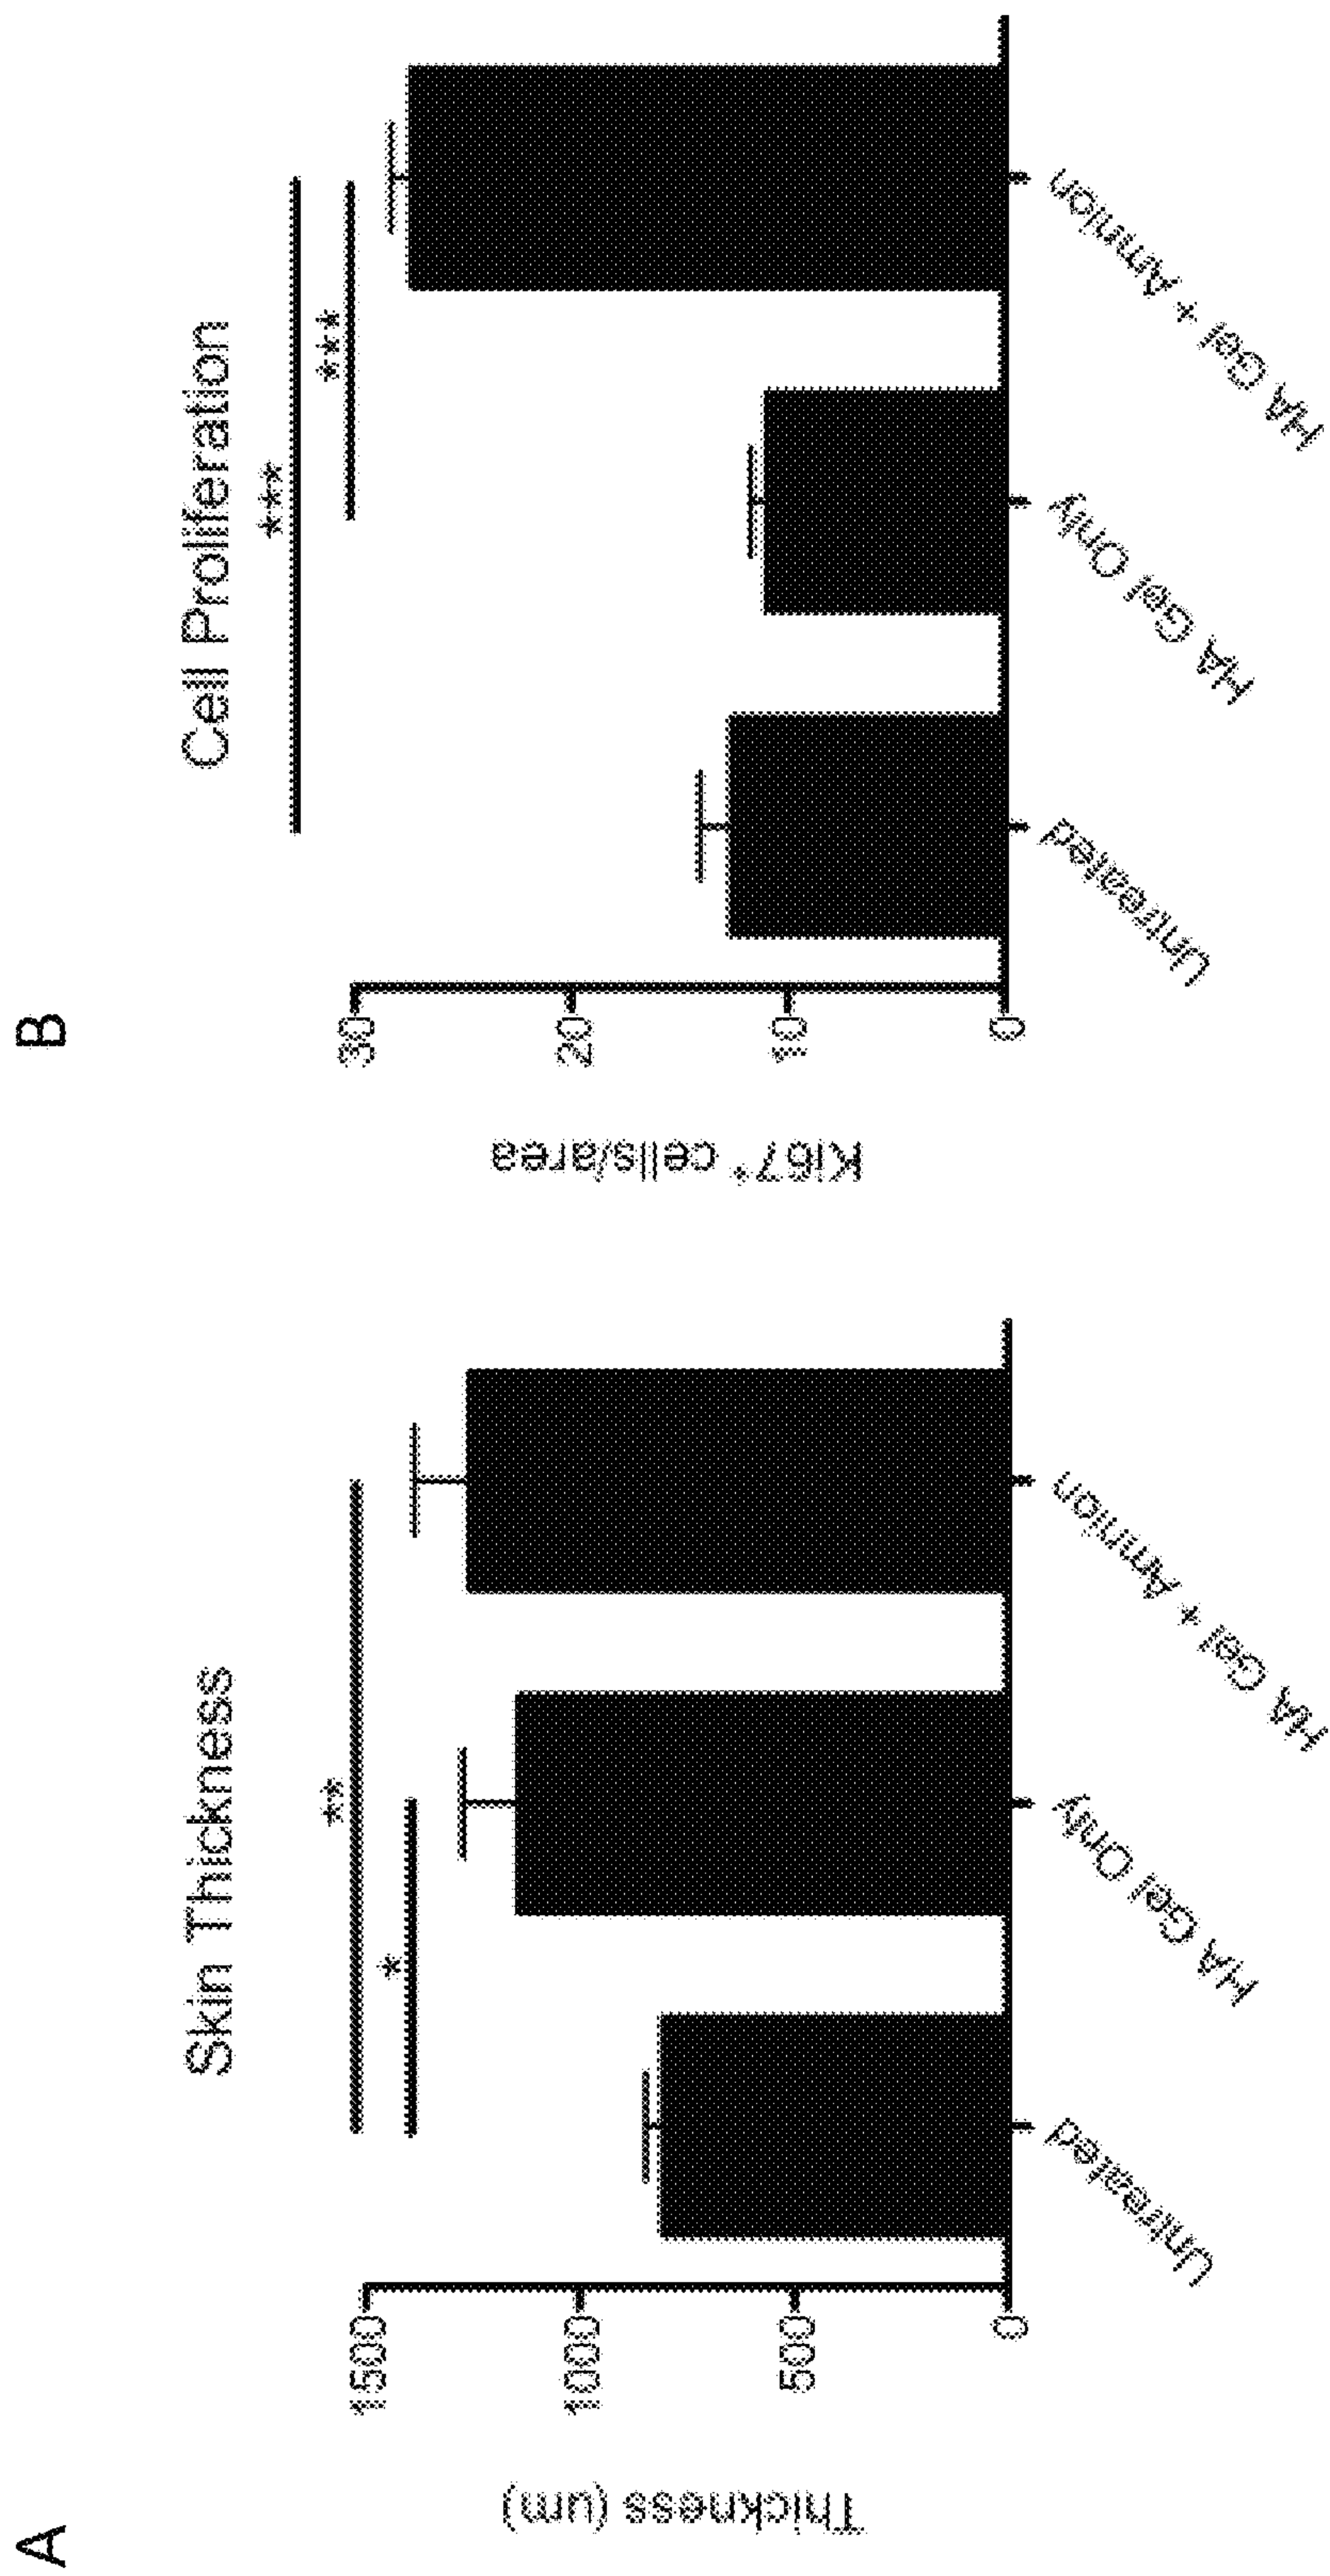 A
Skin Thickness
**
*
Thickness (um)
1500
1000
500
0
Untreated
HA Gel Only
HA Gel + Amnion
B
Cell Proliferation
***
***
Ki67+ cells/area
30
20
10
0
Untreated
HA Gel Only
HA Gel + Amnion